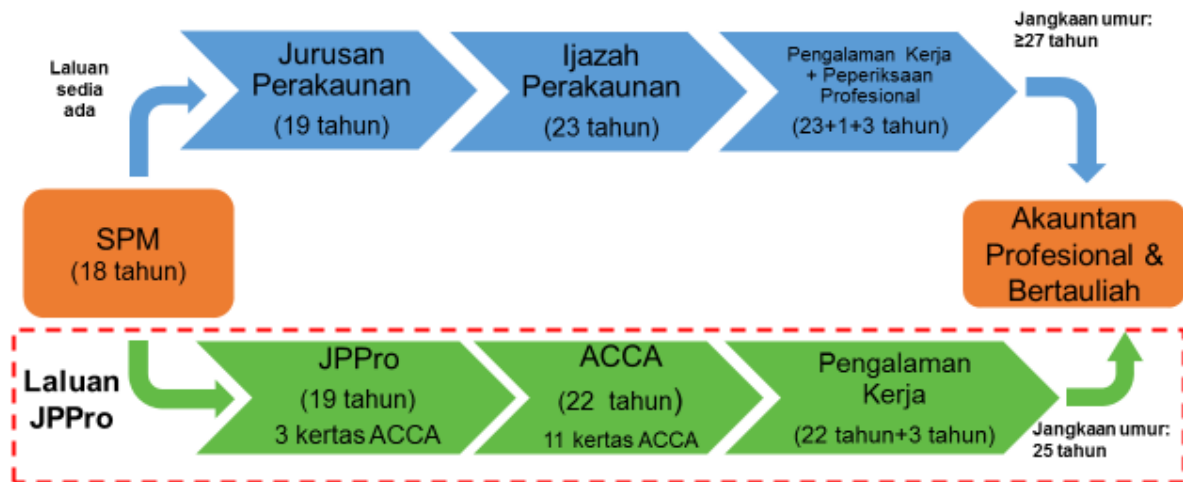 Laluan
sedia
ada
Jurusan
Perakaunan
(19 tahun)
Ijazah
Perakaunan
(23 tahun)
Pengalaman Kerja
+ Peperiksaan
Profesional
(23+1+3 tahun)
Jangkaan umur:
≥27 tahun
SPM
(18 tahun)
Akauntan
Profesional &
Bertauliah
Laluan
JPPro
JPPro
(19 tahun)
3 kertas ACCA
ACCA
(22 tahun)
11 kertas ACCA
Pengalaman
Kerja
(22 tahun+3 tahun)
Jangkaan umur:
25 tahun